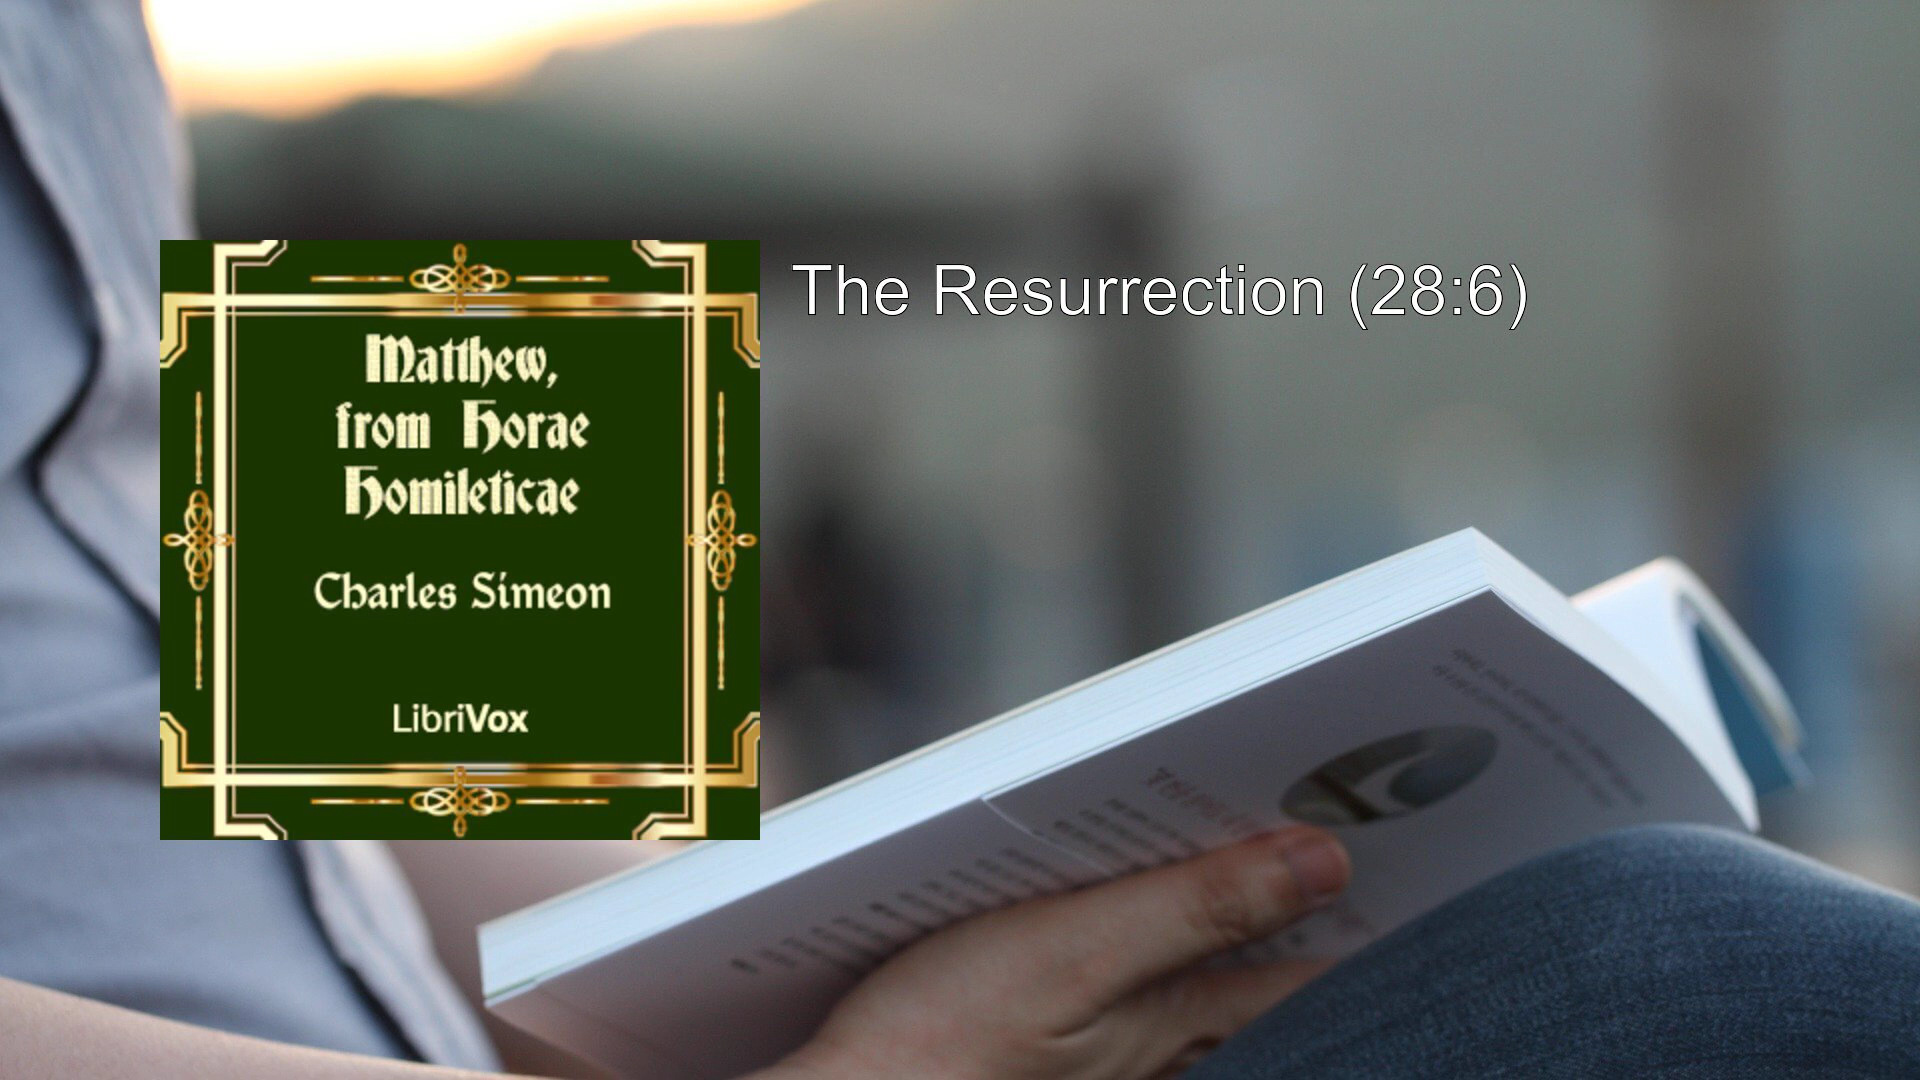 Matthew,
from Horae
Homileticae
Charles Simeon
LibriVox
The Resurrection (28:6)